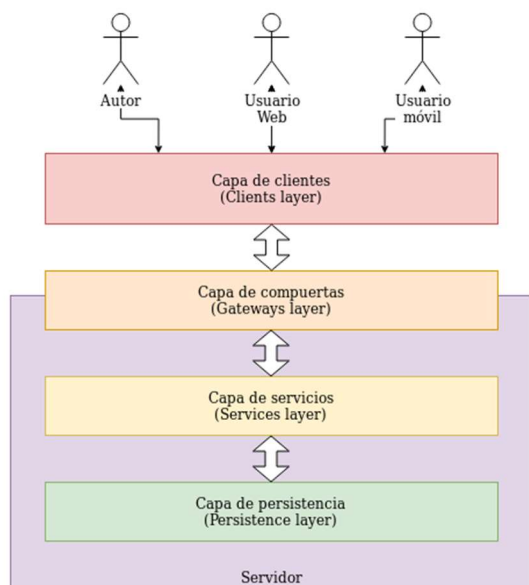 Autor
Usuario
Web
Usuario
móvil
Capa de clientes
(Clients layer)
Capa de compuertas
(Gateways layer)
Capa de servicios
(Services layer)
Capa de persistencia
(Persistence layer)
Servidor